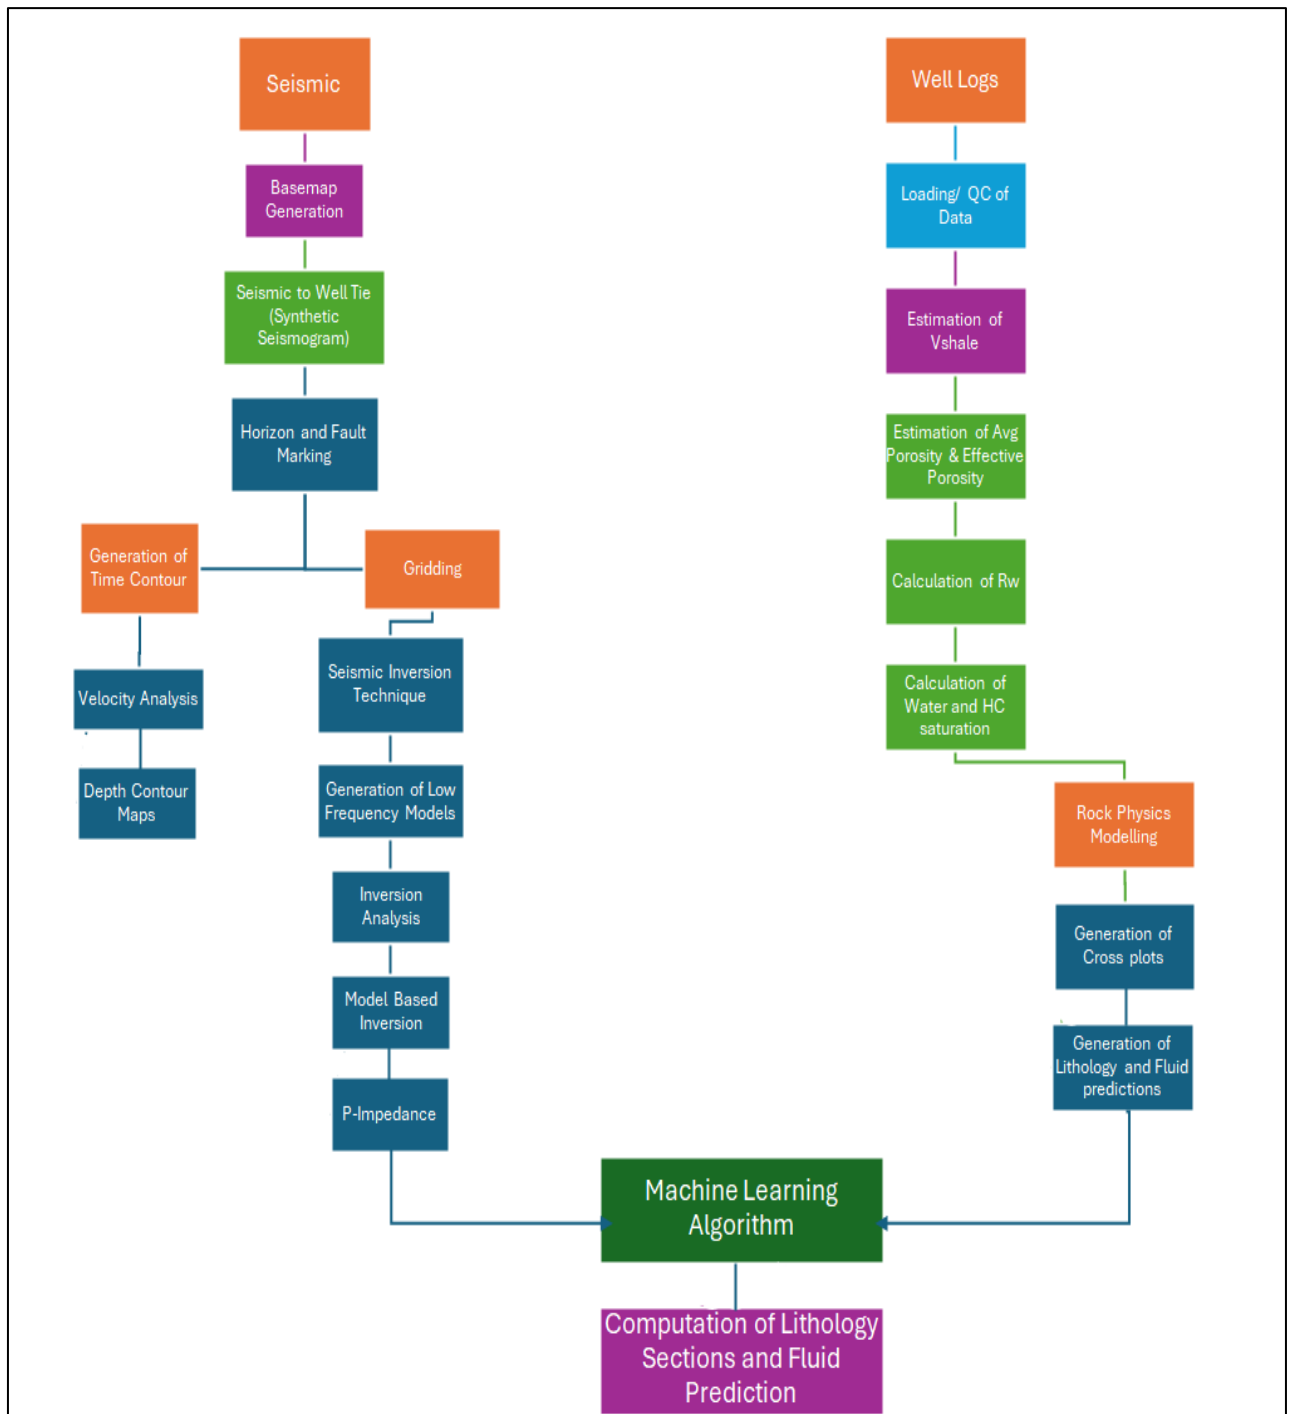 Seismic
Basemap
Generation
Seismic to Well Tie
(Synthetic
Seismogram)
Horizon and Fault
Marking
Generation of
Time Contour
Velocity Analysis
Depth Contour
Maps
Gridding
Seismic Inversion
Technique
Generation of Low
Frequency Models
Inversion
Analysis
Model Based
Inversion
P-Impedance
Well Logs
Loading/ QC of
Data
Estimation of
Vshale
Estimation of Avg
Porosity & Effective
Porosity
Calculation of Rw
Calculation of
Water and HC
saturation
Rock Physics
Modelling
Generation of
Cross plots
Generation of
Lithology and Fluid
predictions
Machine Learning
Algorithm
Computation of Lithology
Sections and Fluid
Prediction